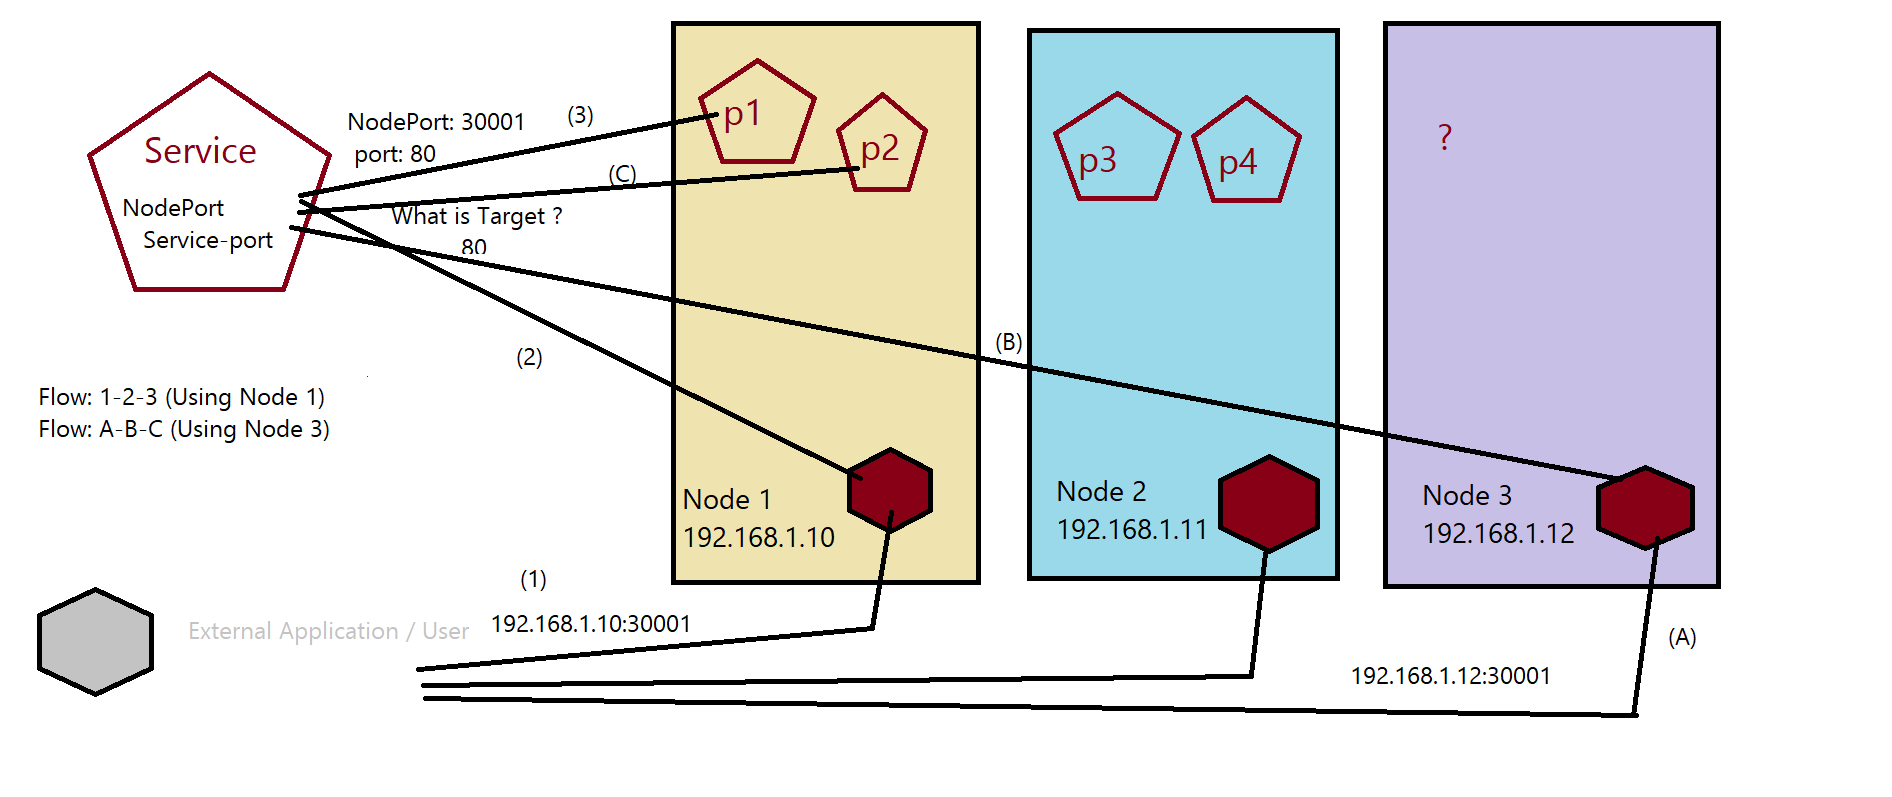 Service
NodePort
Service-port
NodePort: 30001
port: 80
(3)
(C)
What is Target ?
80
(2)
(B)
p1
p2
p3
p4
?
Flow: 1-2-3 (Using Node 1)
Flow: A-B-C (Using Node 3)
Node 1
192.168.1.10
Node 2
192.168.1.11
Node 3
192.168.1.12
(1)
External Application / User
192.168.1.10:30001
(A)
192.168.1.12:30001